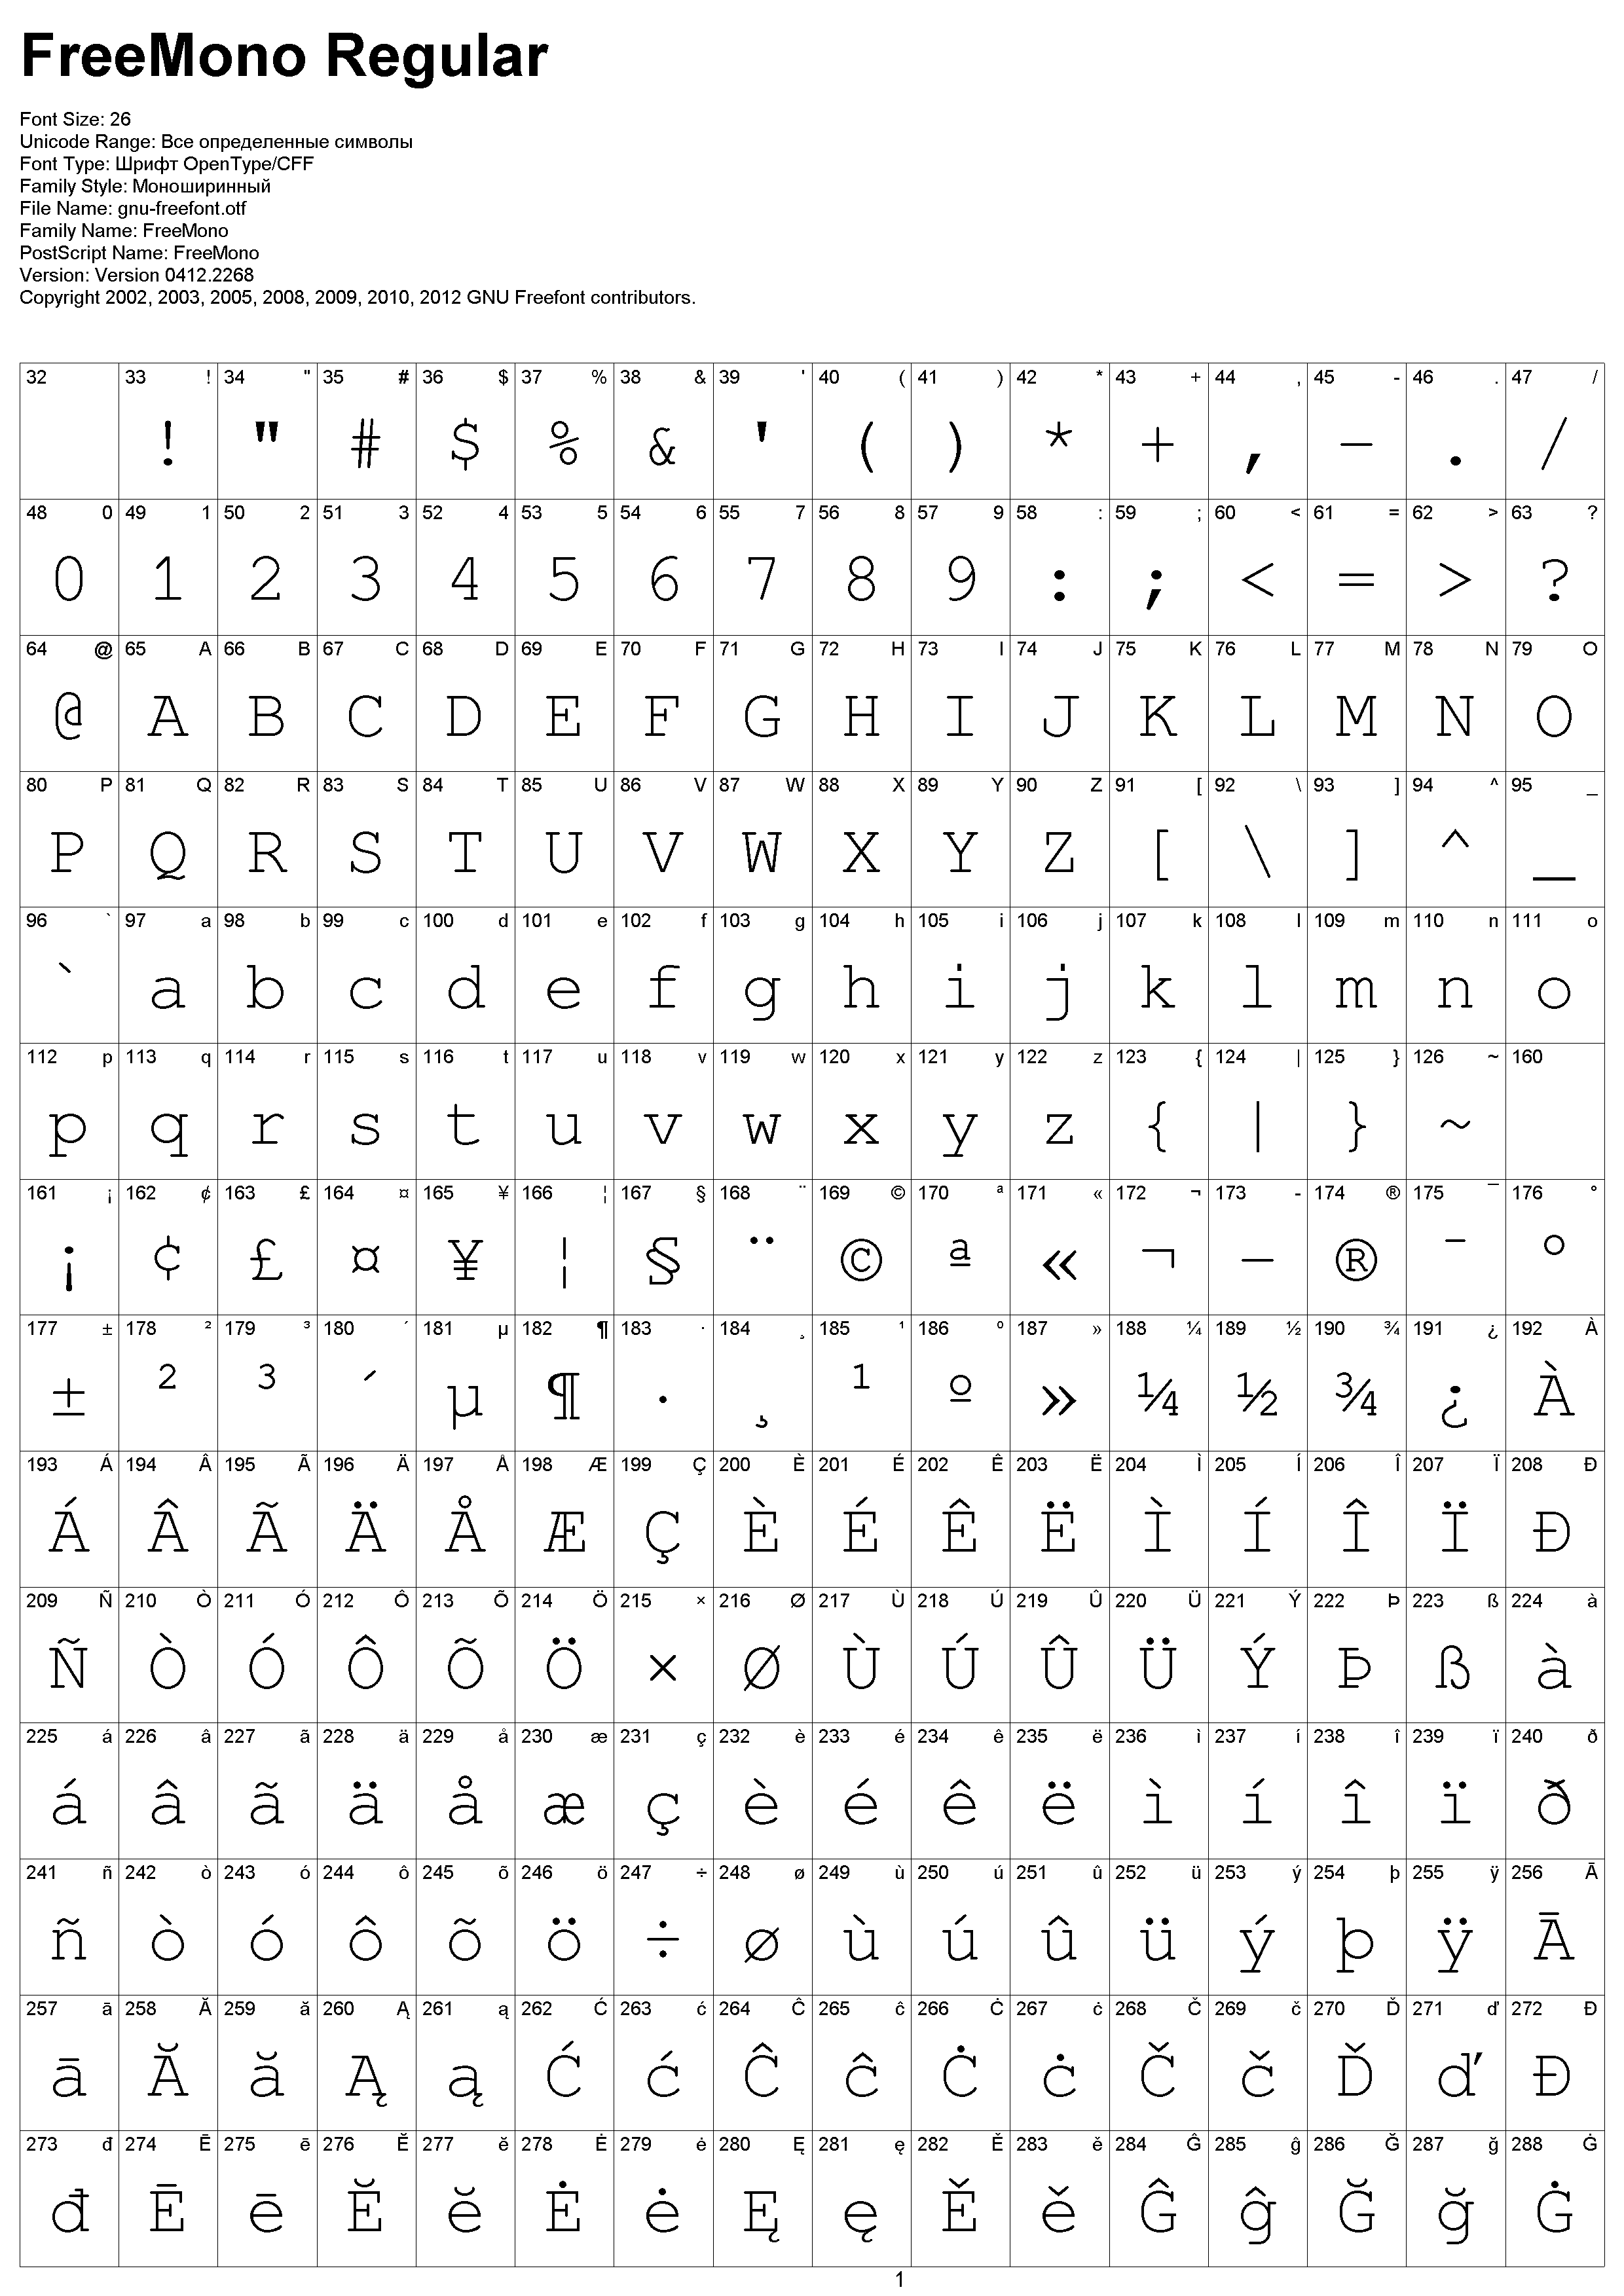 FreeMono Regular
Font Size: 26
Unicode Range: Все определенные символы
Font Type: Шрифт OpenType/CFF
Family Style: Моноширинный
File Name: gnu-freefont.otf
Family Name: FreeMono
PostScript Name: FreeMono
Version: Version 0412.2268
Copyright 2002, 2003, 2005, 2008, 2009, 2010, 2012 GNU Freefont contributors.
32 33 ! 34 " 35 # 36 $ 37 % 38 & 39 ' 40 ( 41 ) 42 * 43 + 44 , 45 - 46 . 47 /
! " # $ % & ' ( ) * + , - . /
48 0 49 1 50 2 51 3 52 4 53 5 54 6 55 7 56 8 57 9 58 : 59 ; 60 < 61 = 62 > 63 ?
0 1 2 3 4 5 6 7 8 9 : ; < = > ?
64 @ 65 A 66 B 67 C 68 D 69 E 70 F 71 G 72 H 73 I 74 J 75 K 76 L 77 M 78 N 79 O
@ A B C D E F G H I J K L M N O
80 P 81 Q 82 R 83 S 84 T 85 U 86 V 87 W 88 X 89 Y 90 Z 91 [ 92 \ 93 ] 94 ^ 95 _
P Q R S T U V W X Y Z [ \ ] ^ _
96 ` 97 a 98 b 99 c 100 d 101 e 102 f 103 g 104 h 105 i 106 j 107 k 108 l 109 m 110 n 111 o
` a b c d e f g h i j k l m n o
112 p 113 q 114 r 115 s 116 t 117 u 118 v 119 w 120 x 121 y 122 z 123 { 124 | 125 } 126 ~ 160
p q r s t u v w x y z { | } ~
161 ¡ 162 ¢ 163 £ 164 ¤ 165 ¥ 166 ¦ 167 § 168 ¨ 169 © 170 ª 171 « 172 ¬ 173 - 174 ® 175 ¯ 176 °
¡ ¢ £ ¤ ¥ ¦ § ¨ © ª « ¬ - ® ¯ °
177 ± 178 ² 179 ³ 180 ´ 181 µ 182 ¶ 183 · 184 ¸ 185 ¹ 186 º 187 » 188 ¼ 189 ½ 190 ¾ 191 ¿ 192 À
± ² ³ ´ µ ¶ · ¸ ¹ º » ¼ ½ ¾ ¿ À
193 Á 194 Â 195 Ã 196 Ä 197 Å 198 Æ 199 Ç 200 È 201 É 202 Ê 203 Ë 204 Ì 205 Í 206 Î 207 Ï 208 Ð
Á Â Ã Ä Å Æ Ç È É Ê Ë Ì Í Î Ï Ð
209 Ñ 210 Ò 211 Ó 212 Ô 213 Õ 214 Ö 215 × 216 Ø 217 Ù 218 Ú 219 Û 220 Ü 221 Ý 222 Þ 223 ß 224 à
Ñ Ò Ó Ô Õ Ö × Ø Ù Ú Û Ü Ý Þ ß à
225 á 226 â 227 ã 228 ä 229 å 230 æ 231 ç 232 è 233 é 234 ê 235 ë 236 ì 237 í 238 î 239 ï 240 ð
á â ã ä å æ ç è é ê ë ì í î ï ð
241 ñ 242 ò 243 ó 244 ô 245 õ 246 ö 247 ÷ 248 ø 249 ù 250 ú 251 û 252 ü 253 ý 254 þ 255 ÿ 256 Ā
ñ ò ó ô õ ö ÷ ø ù ú û ü ý þ ÿ Ā
257 ā 258 Ă 259 ă 260 Ą 261 ą 262 Ć 263 ć 264 Ĉ 265 ĉ 266 Ċ 267 ċ 268 Č 269 č 270 Ď 271 ď 272 Đ
ā Ă ă Ą ą Ć ć Ĉ ĉ Ċ ċ Č č Ď ď Đ
273 đ 274 Ē 275 ē 276 Ĕ 277 ĕ 278 Ė 279 ė 280 Ę 281 ę 282 Ě 283 ě 284 Ĝ 285 ĝ 286 Ğ 287 ğ 288 Ġ
đ Ē ē Ĕ ĕ Ė ė Ę ę Ě ě Ĝ ĝ Ğ ğ Ġ
1